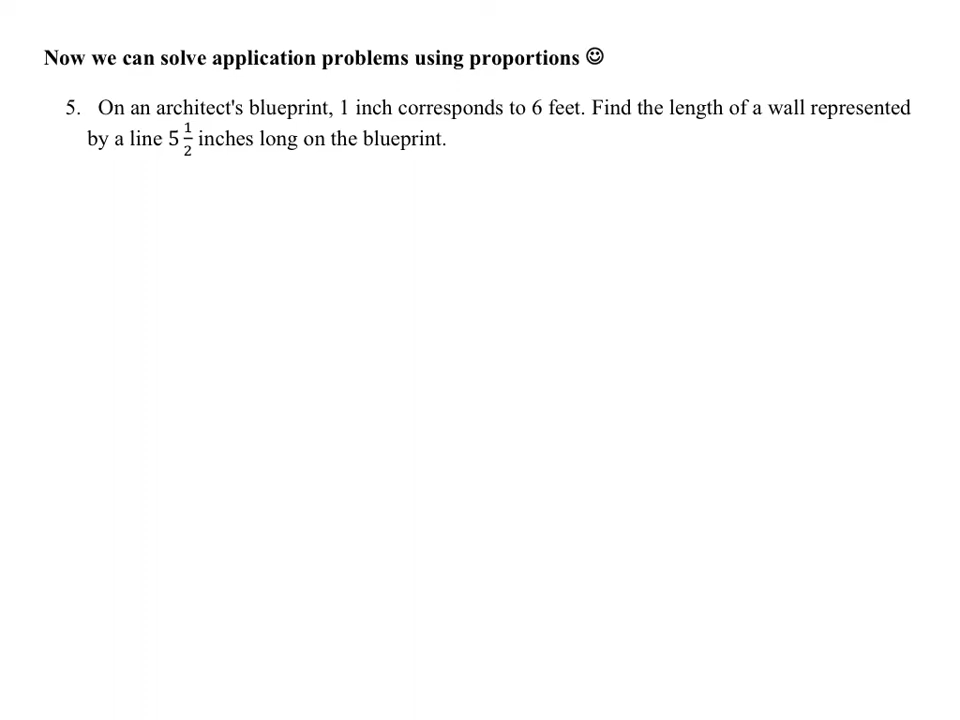 Now we can solve application problems using proportions ☺
5. On an architect's blueprint, 1 inch corresponds to 6 feet. Find the length of a wall represented
by a line 5 1/2 inches long on the blueprint.